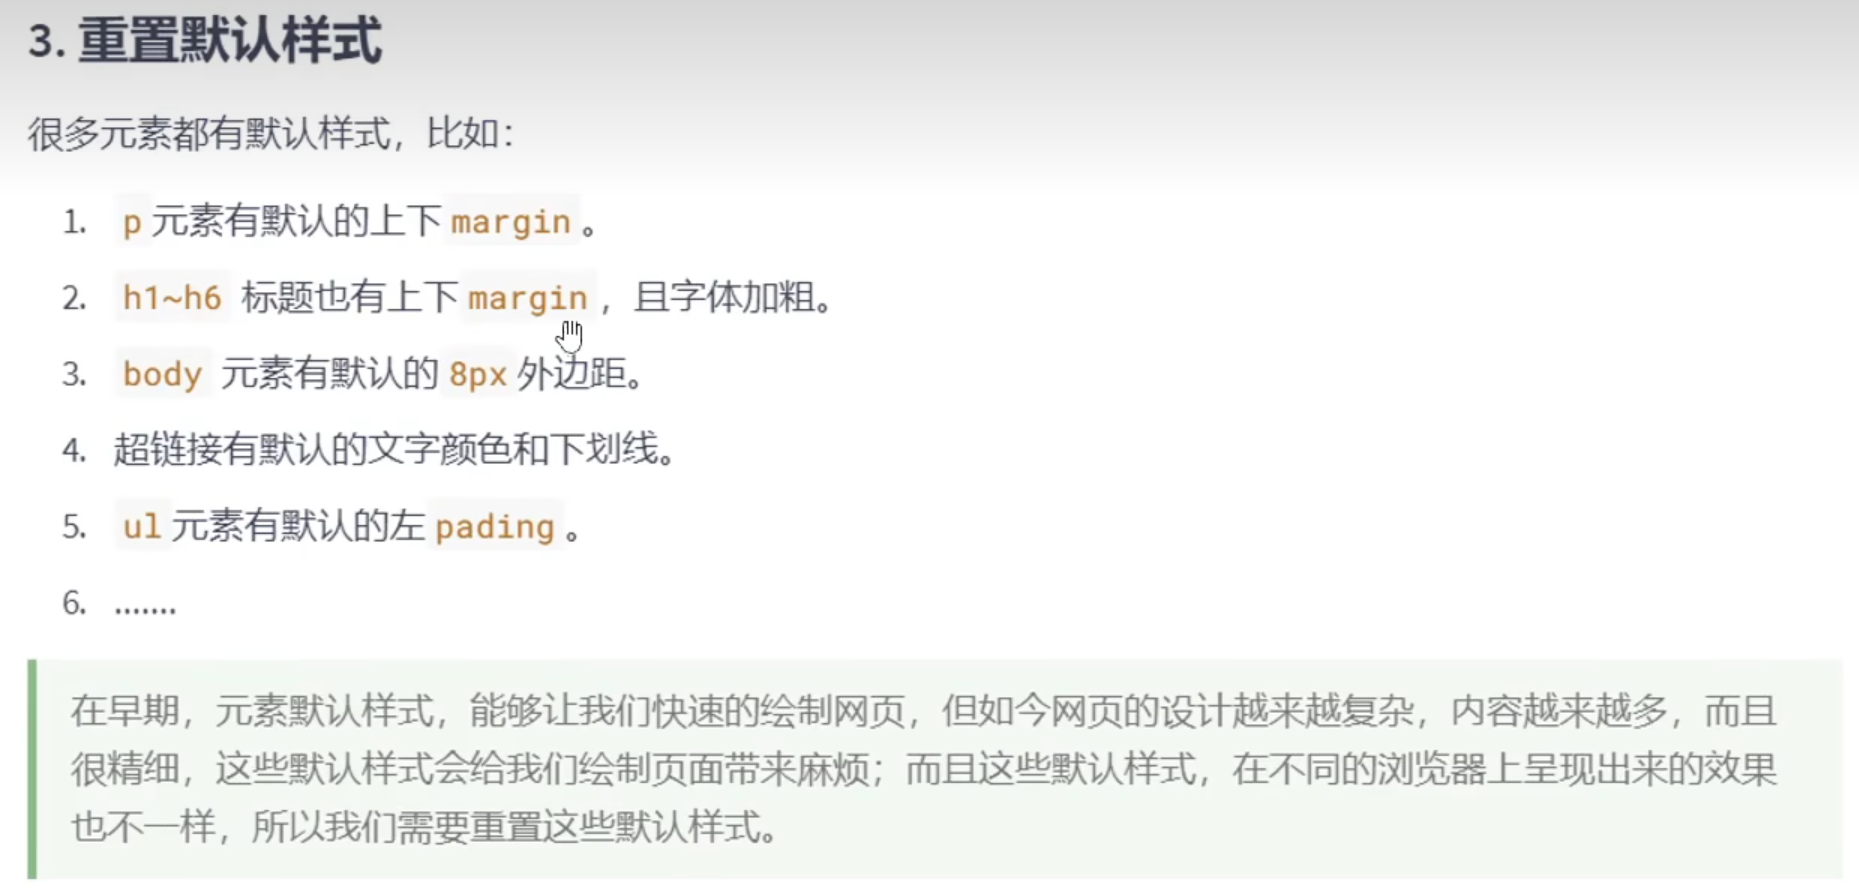 3. 重置默认样式
很多元素都有默认样式，比如：
1. p 元素有默认的上下 margin 。
2. h1~h6 标题也有上下 margin ，且字体加粗。
3. body 元素有默认的 8px 外边距。
4. 超链接有默认的文字颜色和下划线。
5. ul 元素有默认的左 pading 。
6. .......
在早期，元素默认样式，能够让我们快速的绘制网页，但如今网页的设计越来越复杂，内容越来越多，而且
很精细，这些默认样式会给我们绘制页面带来麻烦；而且这些默认样式，在不同的浏览器上呈现出来的效果
也不一样，所以我们需要重置这些默认样式。